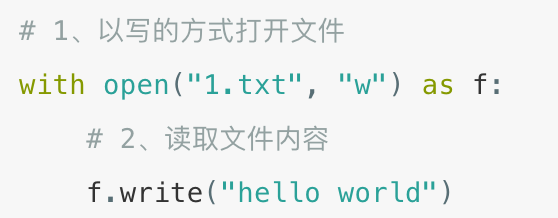 # 1、以写的方式打开文件
with open("1.txt", "w") as f:
    # 2、读取文件内容
    f.write("hello world")